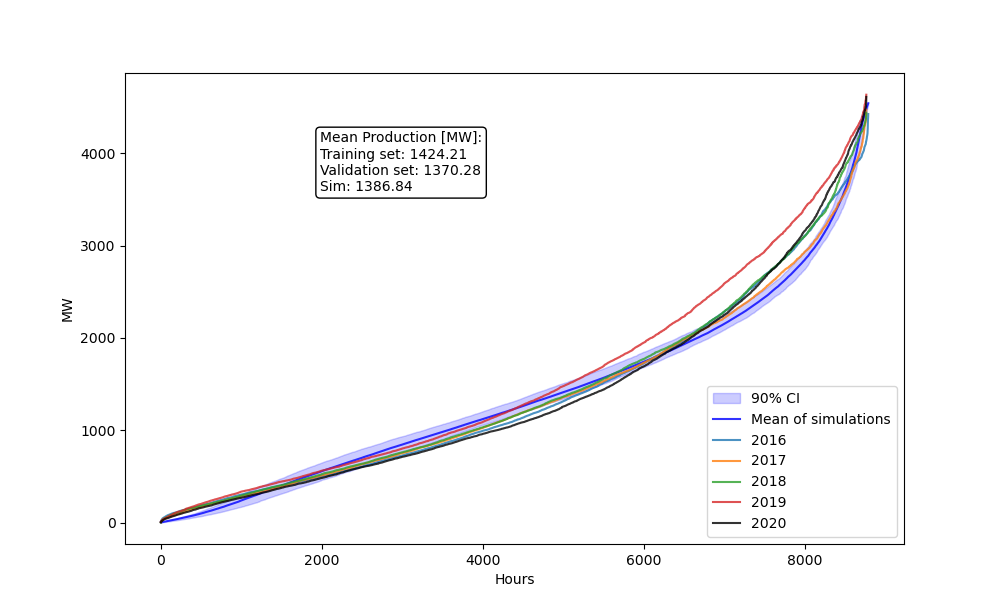 Mean Production [MW]:
Training set: 1424.21
Validation set: 1370.28
Sim: 1386.84
MW
4000
3000
2000
1000
0
0 2000 4000 6000 8000
Hours
90% CI
Mean of simulations
2016
2017
2018
2019
2020